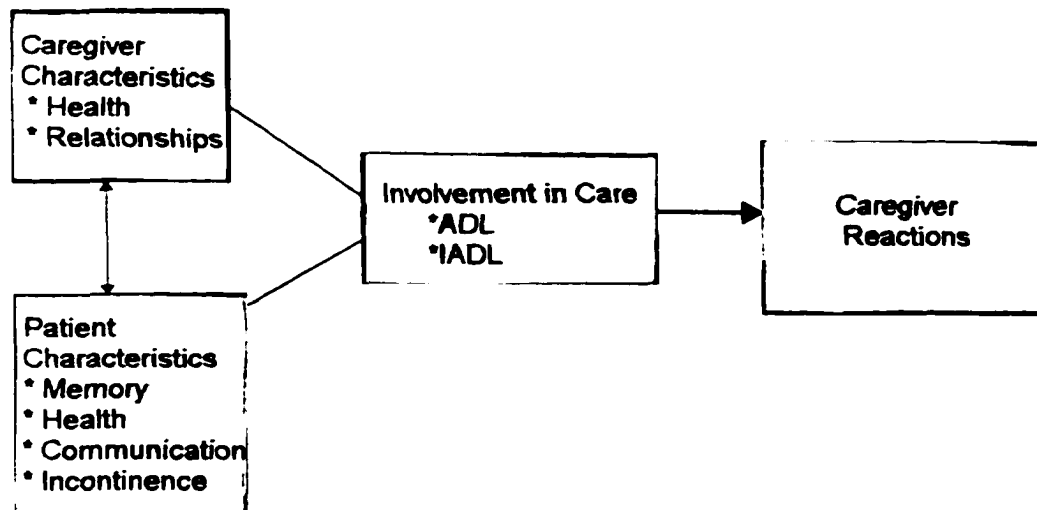 Caregiver
Characteristics
* Health
* Relationships
Involvement in Care
*ADL
*IADL
Caregiver
Reactions
Patient
Characteristics
* Memory
* Health
* Communication
* Incontinence